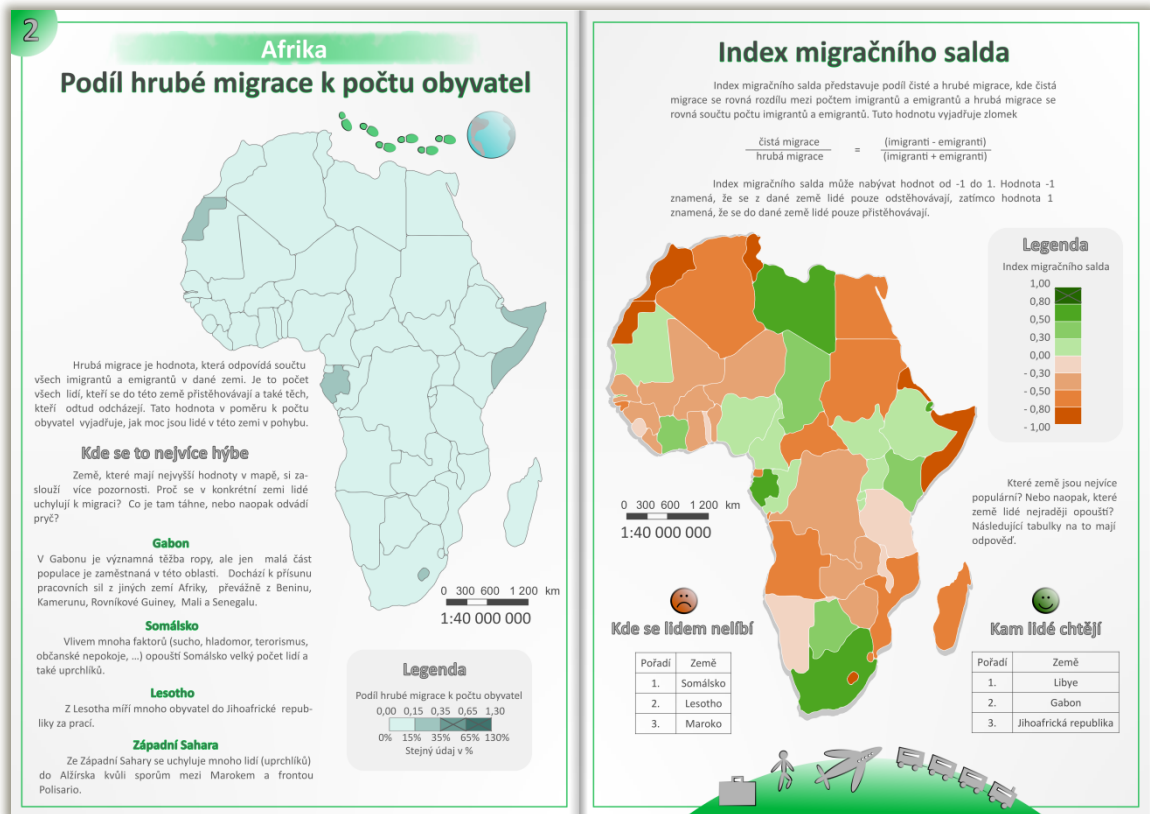 2
Afrika
Podíl hrubé migrace k počtu obyvatel
Hrubá migrace je hodnota, která odpovídá součtu
všech imigrantů a emigrantů v dané zemi. Je to počet
všech lidí, kteří se do této země přistěhovávají a také těch,
kteří odtud odcházejí. Tato hodnota v poměru k počtu
obyvatel vyjadřuje, jak moc jsou lidé v této zemi v pohybu.
Kde se to nejvíce hýbe
Země, které mají nejvyšší hodnoty v mapě, si za-
slouží více pozornosti. Proč se v konkrétní zemi lidé
uchylují k migraci? Co je tam táhne, nebo naopak odvádí
pryč?
Gabon
V Gabonu je významná těžba ropy, ale jen malá část
populace je zaměstnaná v této oblasti. Dochází k přísunu
pracovních sil z jiných zemí Afriky, převážně z Beninu,
Kamerunu, Rovníkové Guiney, Mali a Senegalu.
Somálsko
Vlivem mnoha faktorů (sucho, hladomor, terorismus,
občanské nepokoje, ...) opouští Somálsko velký počet lidí a
také uprchlíků.
Lesotho
Z Lesotha míří mnoho obyvatel do Jihoafrické repub-
liky za prací.
Západní Sahara
Ze Západní Sahary se uchyluje mnoho lidí (uprchlíků)
do Alžírska kvůli sporům mezi Marokem a frontou
Polisario.
0 300 600 1 200 km
1:40 000 000
Legenda
Podíl hrubé migrace k počtu obyvatel
0,00 0,15 0,35 0,65 1,30
0% 15% 35% 65% 130%
Stejný údaj v %
Index migračního salda
Index migračního salda představuje podíl čisté a hrubé migrace, kde čistá
migrace se rovná rozdílu mezi počtem imigrantů a emigrantů a hrubá migrace se
rovná součtu počtu imigrantů a emigrantů. Tuto hodnotu vyjadřuje zlomek
čistá migrace = (imigranti - emigranti)
hrubá migrace (imigranti + emigranti)
Index migračního salda může nabývat hodnot od -1 do 1. Hodnota -1
znamená, že se z dané země lidé pouze odstěhovávají, zatímco hodnota 1
znamená, že se do dané země lidé pouze přistěhovávají.
Legenda
Index migračního salda
1,00
0,80
0,50
0,30
0,00
- 0,30
- 0,50
- 0,80
- 1,00
0 300 600 1 200 km
1:40 000 000
Které země jsou nejvíce
populární? Nebo naopak, které
země lidé nejraději opouští?
Následující tabulky na to mají
odpověď.
Kde se lidem nelíbí
Pořadí Země
1. Somálsko
2. Lesotho
3. Maroko
Kam lidé chtějí
Pořadí Země
1. Libye
2. Gabon
3. Jihoafrická republika